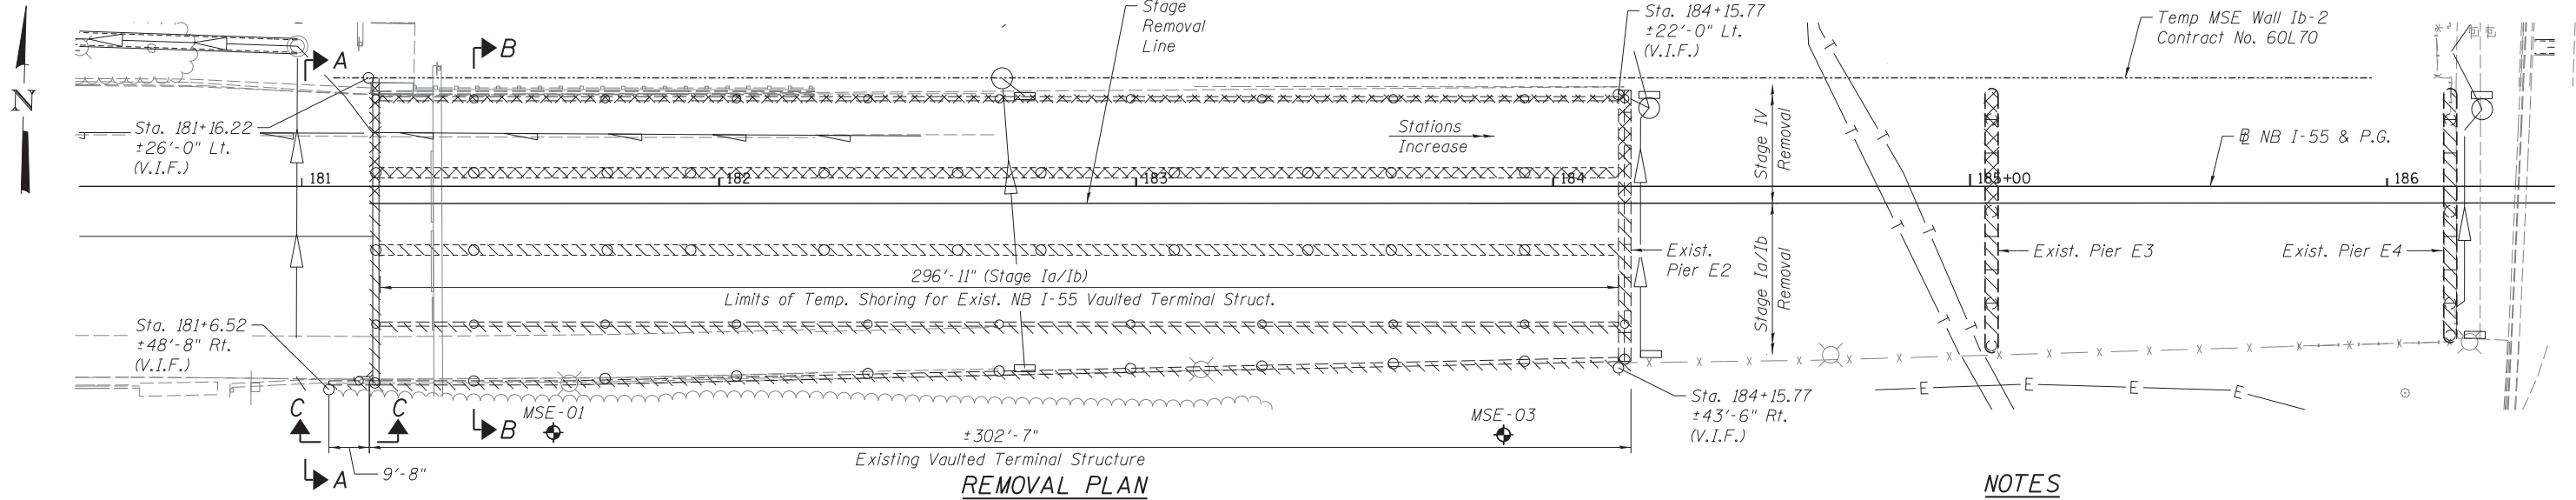 Stage
Removal
Line
Sta. 184+15.77
±22'-0" Lt.
(V.I.F.)
Temp MSE Wall Ib-2
Contract No. 60L70
A
B
N
Sta. 181+16.22
±26'-0" Lt.
(V.I.F.)
Stations
Increase
Stage IV
Removal
T
T
℄ NB I-55 & P.G.
181
182
183
184
185+00
186
T
T
T
T
T
T
296'-11" (Stage Ia/Ib)
Limits of Temp. Shoring for Exist. NB I-55 Vaulted Terminal Struct.
Exist.
Pier E2
Stage Ia/Ib
Removal
Exist. Pier E3
Exist. Pier E4
Sta. 181+6.52
±48'-8" Rt.
(V.I.F.)
C
C
MSE-01
B
MSE-03
Sta. 184+15.77
±43'-6" Rt.
(V.I.F.)
E
E
E
E
±302'-7"
Existing Vaulted Terminal Structure
A
9'-8"
REMOVAL PLAN
NOTES